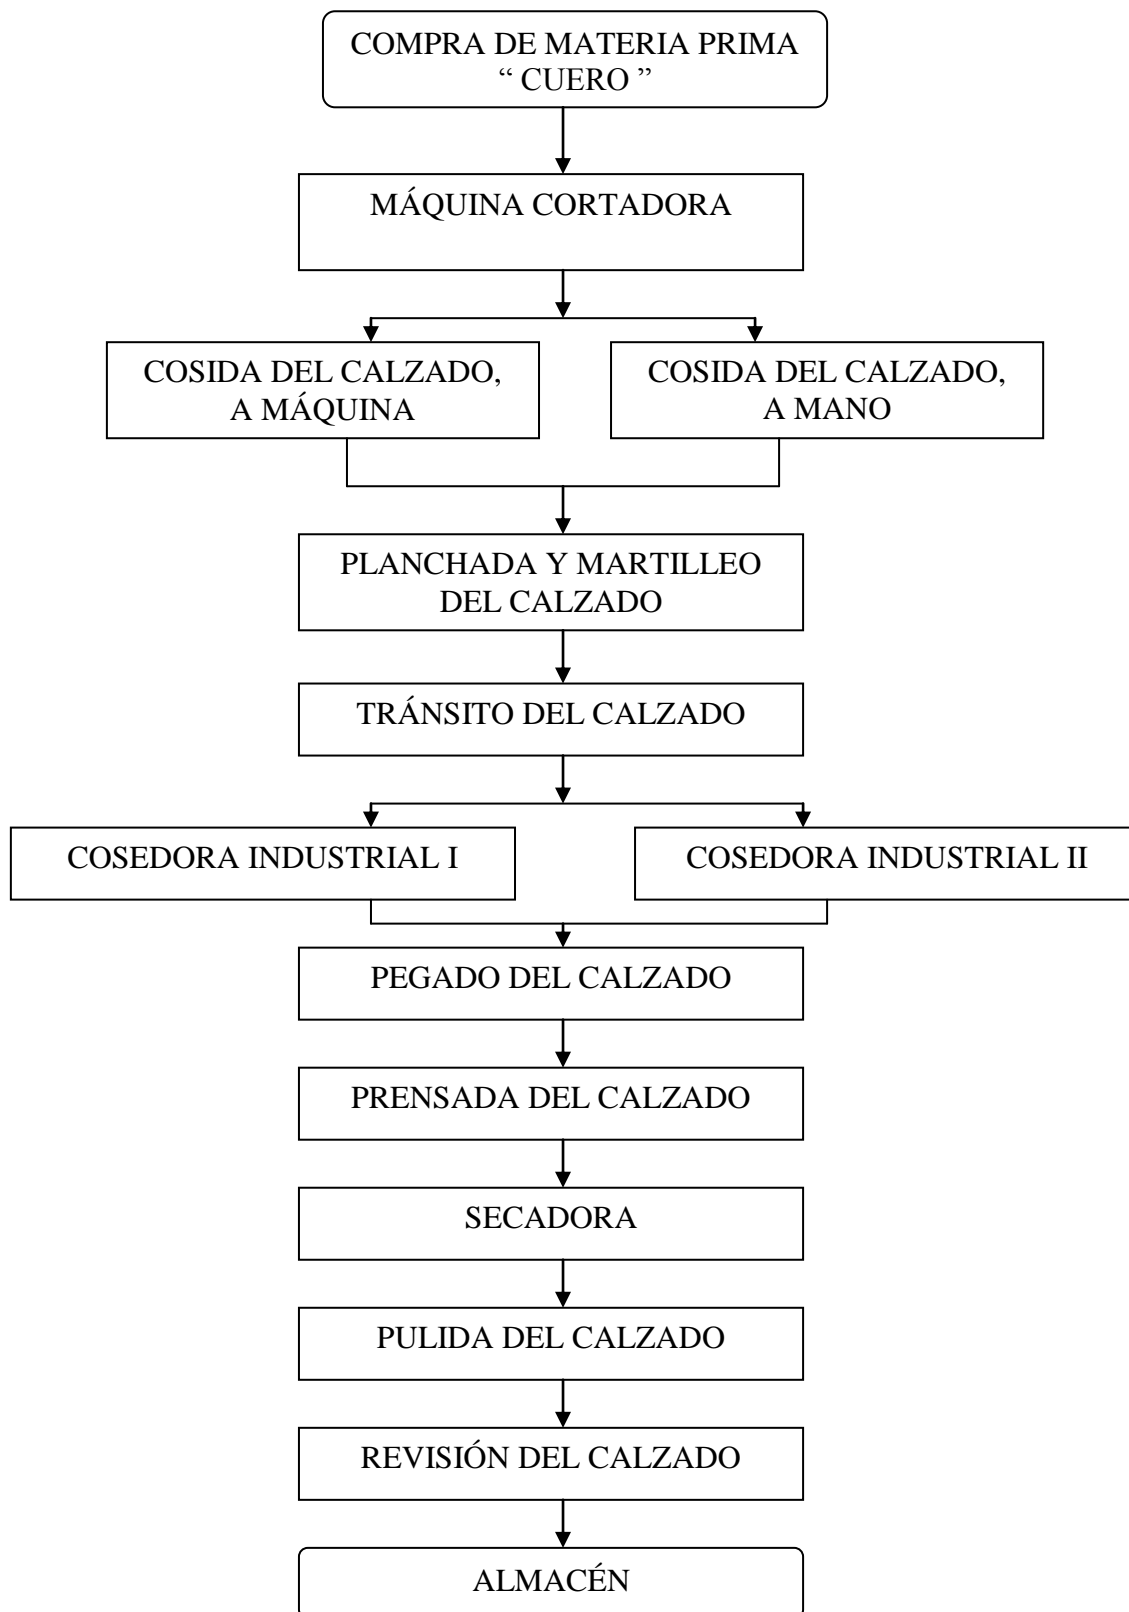 COMPRA DE MATERIA PRIMA
“ CUERO ”
MÁQUINA CORTADORA
COSIDA DEL CALZADO,
A MÁQUINA
COSIDA DEL CALZADO,
A MANO
PLANCHADA Y MARTILLEO
DEL CALZADO
TRÁNSITO DEL CALZADO
COSEDORA INDUSTRIAL I
COSEDORA INDUSTRIAL II
PEGADO DEL CALZADO
PRENSADA DEL CALZADO
SECADORA
PULIDA DEL CALZADO
REVISIÓN DEL CALZADO
ALMACÉN